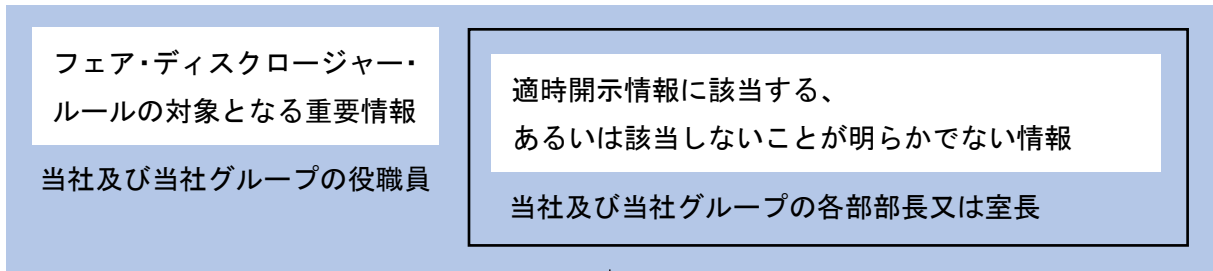 フェア・ディスクロージャー・
ルールの対象となる重要情報
当社及び当社グループの役職員
適時開示情報に該当する、
あるいは該当しないことが明らかでない情報
当社及び当社グループの各部部長又は室長